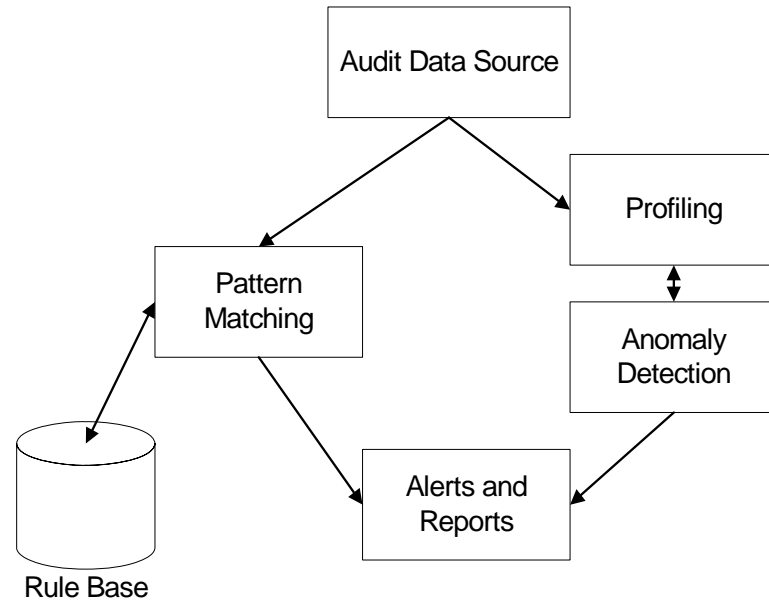 Audit Data Source
Profiling
Pattern
Matching
Anomaly
Detection
Alerts and
Reports
Rule Base